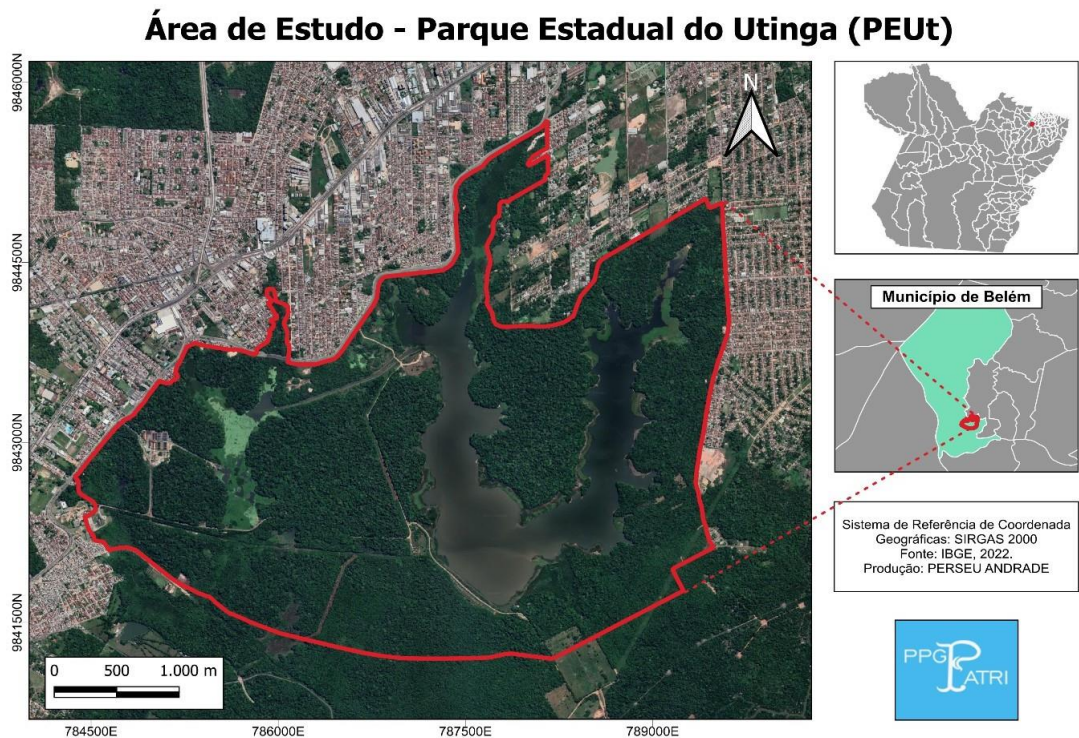 Área de Estudo - Parque Estadual do Utinga (PEUt)
9846000N
9844500N
9843000N
9841500N
N
0 500 1.000 m
784500E 786000E 787500E 789000E
Município de Belém
Sistema de Referência de Coordenada
Geográficas: SIRGAS 2000
Fonte: IBGE, 2022.
Produção: PERSEU ANDRADE
PPG
PATRI